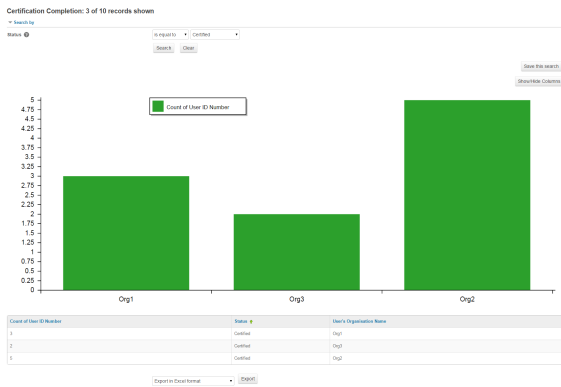 Certification Completion: 3 of 10 records shown
Search by
Status
is equal to Certified
Search Clear
Save this search
Show/Hide Columns
Count of User ID Number
5
4.75
4.5
4.25
4
3.75
3.5
3.25
3
2.75
2.5
2.25
2
1.75
1.5
1.25
1
0.75
0.5
0.25
0
Org1 Org3 Org2
Count of User ID Number Status User's Organisation Name
3 Certified Org1
2 Certified Org3
5 Certified Org2
Export in Excel format Export